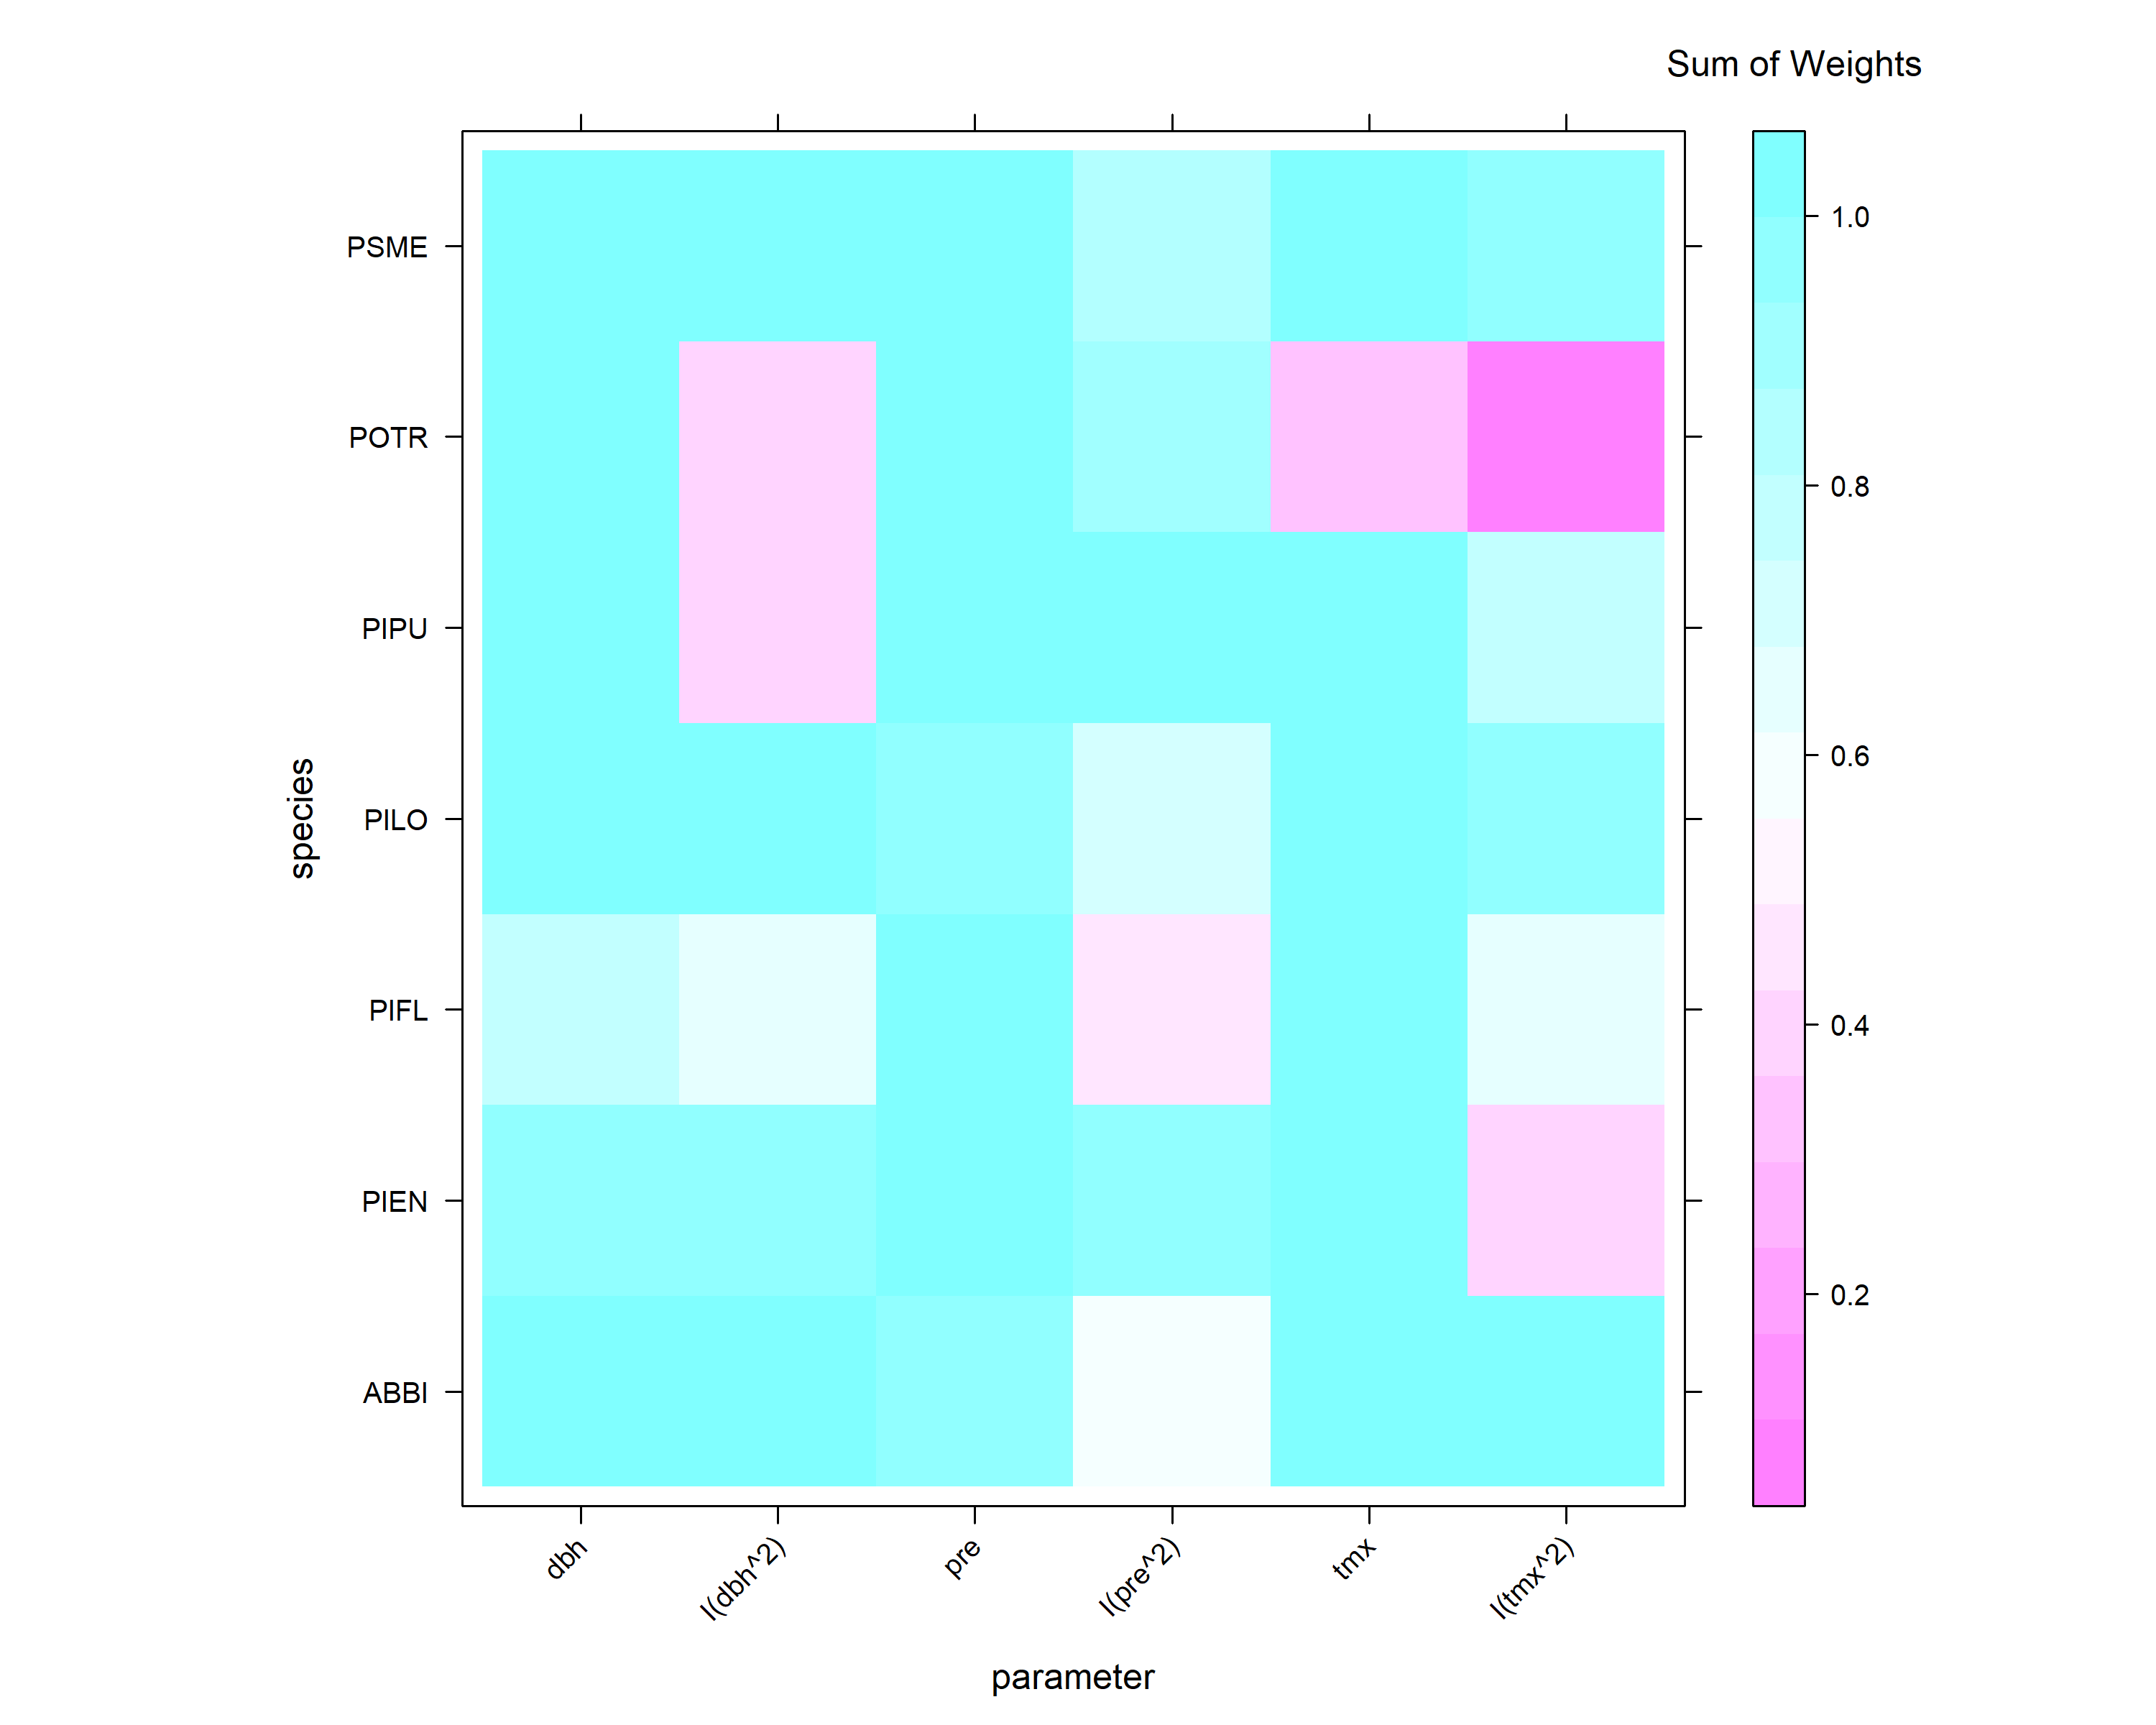 Sum of Weights
1.0
0.8
0.6
0.4
0.2
PSME
POTR
PIPU
PILO
PIFL
PIEN
ABBI
species
dbh
I(dbh^2)
pre
I(pre^2)
tmx
I(tmx^2)
parameter